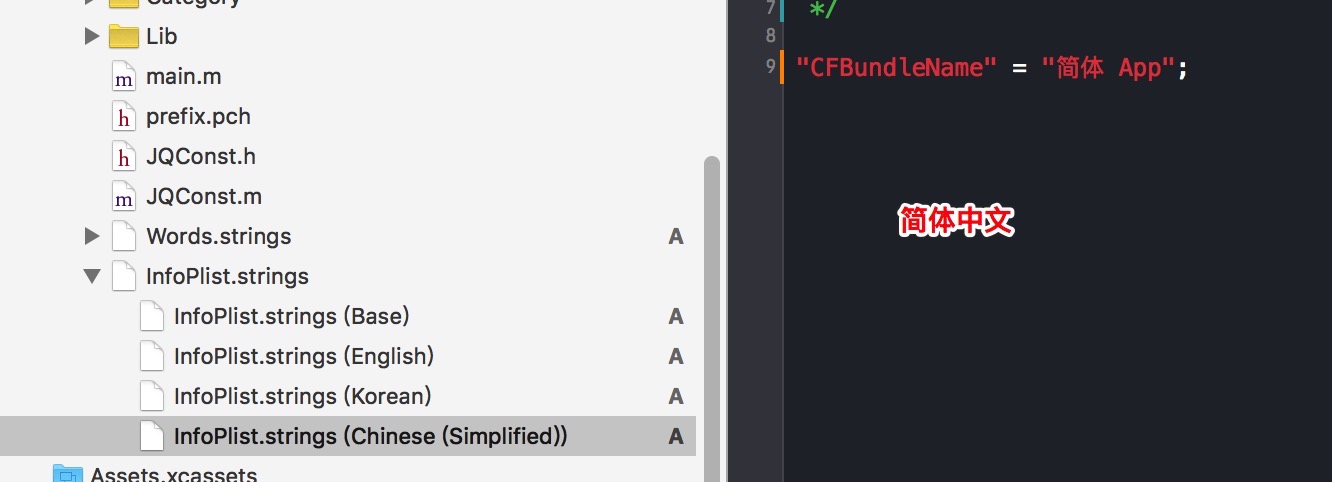 Category
Lib
m main.m
h prefix.pch
h JQConst.h
m JQConst.m
Words.strings A
InfoPlist.strings
InfoPlist.strings (Base) A
InfoPlist.strings (English) A
InfoPlist.strings (Korean) A
InfoPlist.strings (Chinese (Simplified)) A
Assets.xcassets
7 */
8
9 "CFBundleName" = "简体 App";
简体中文